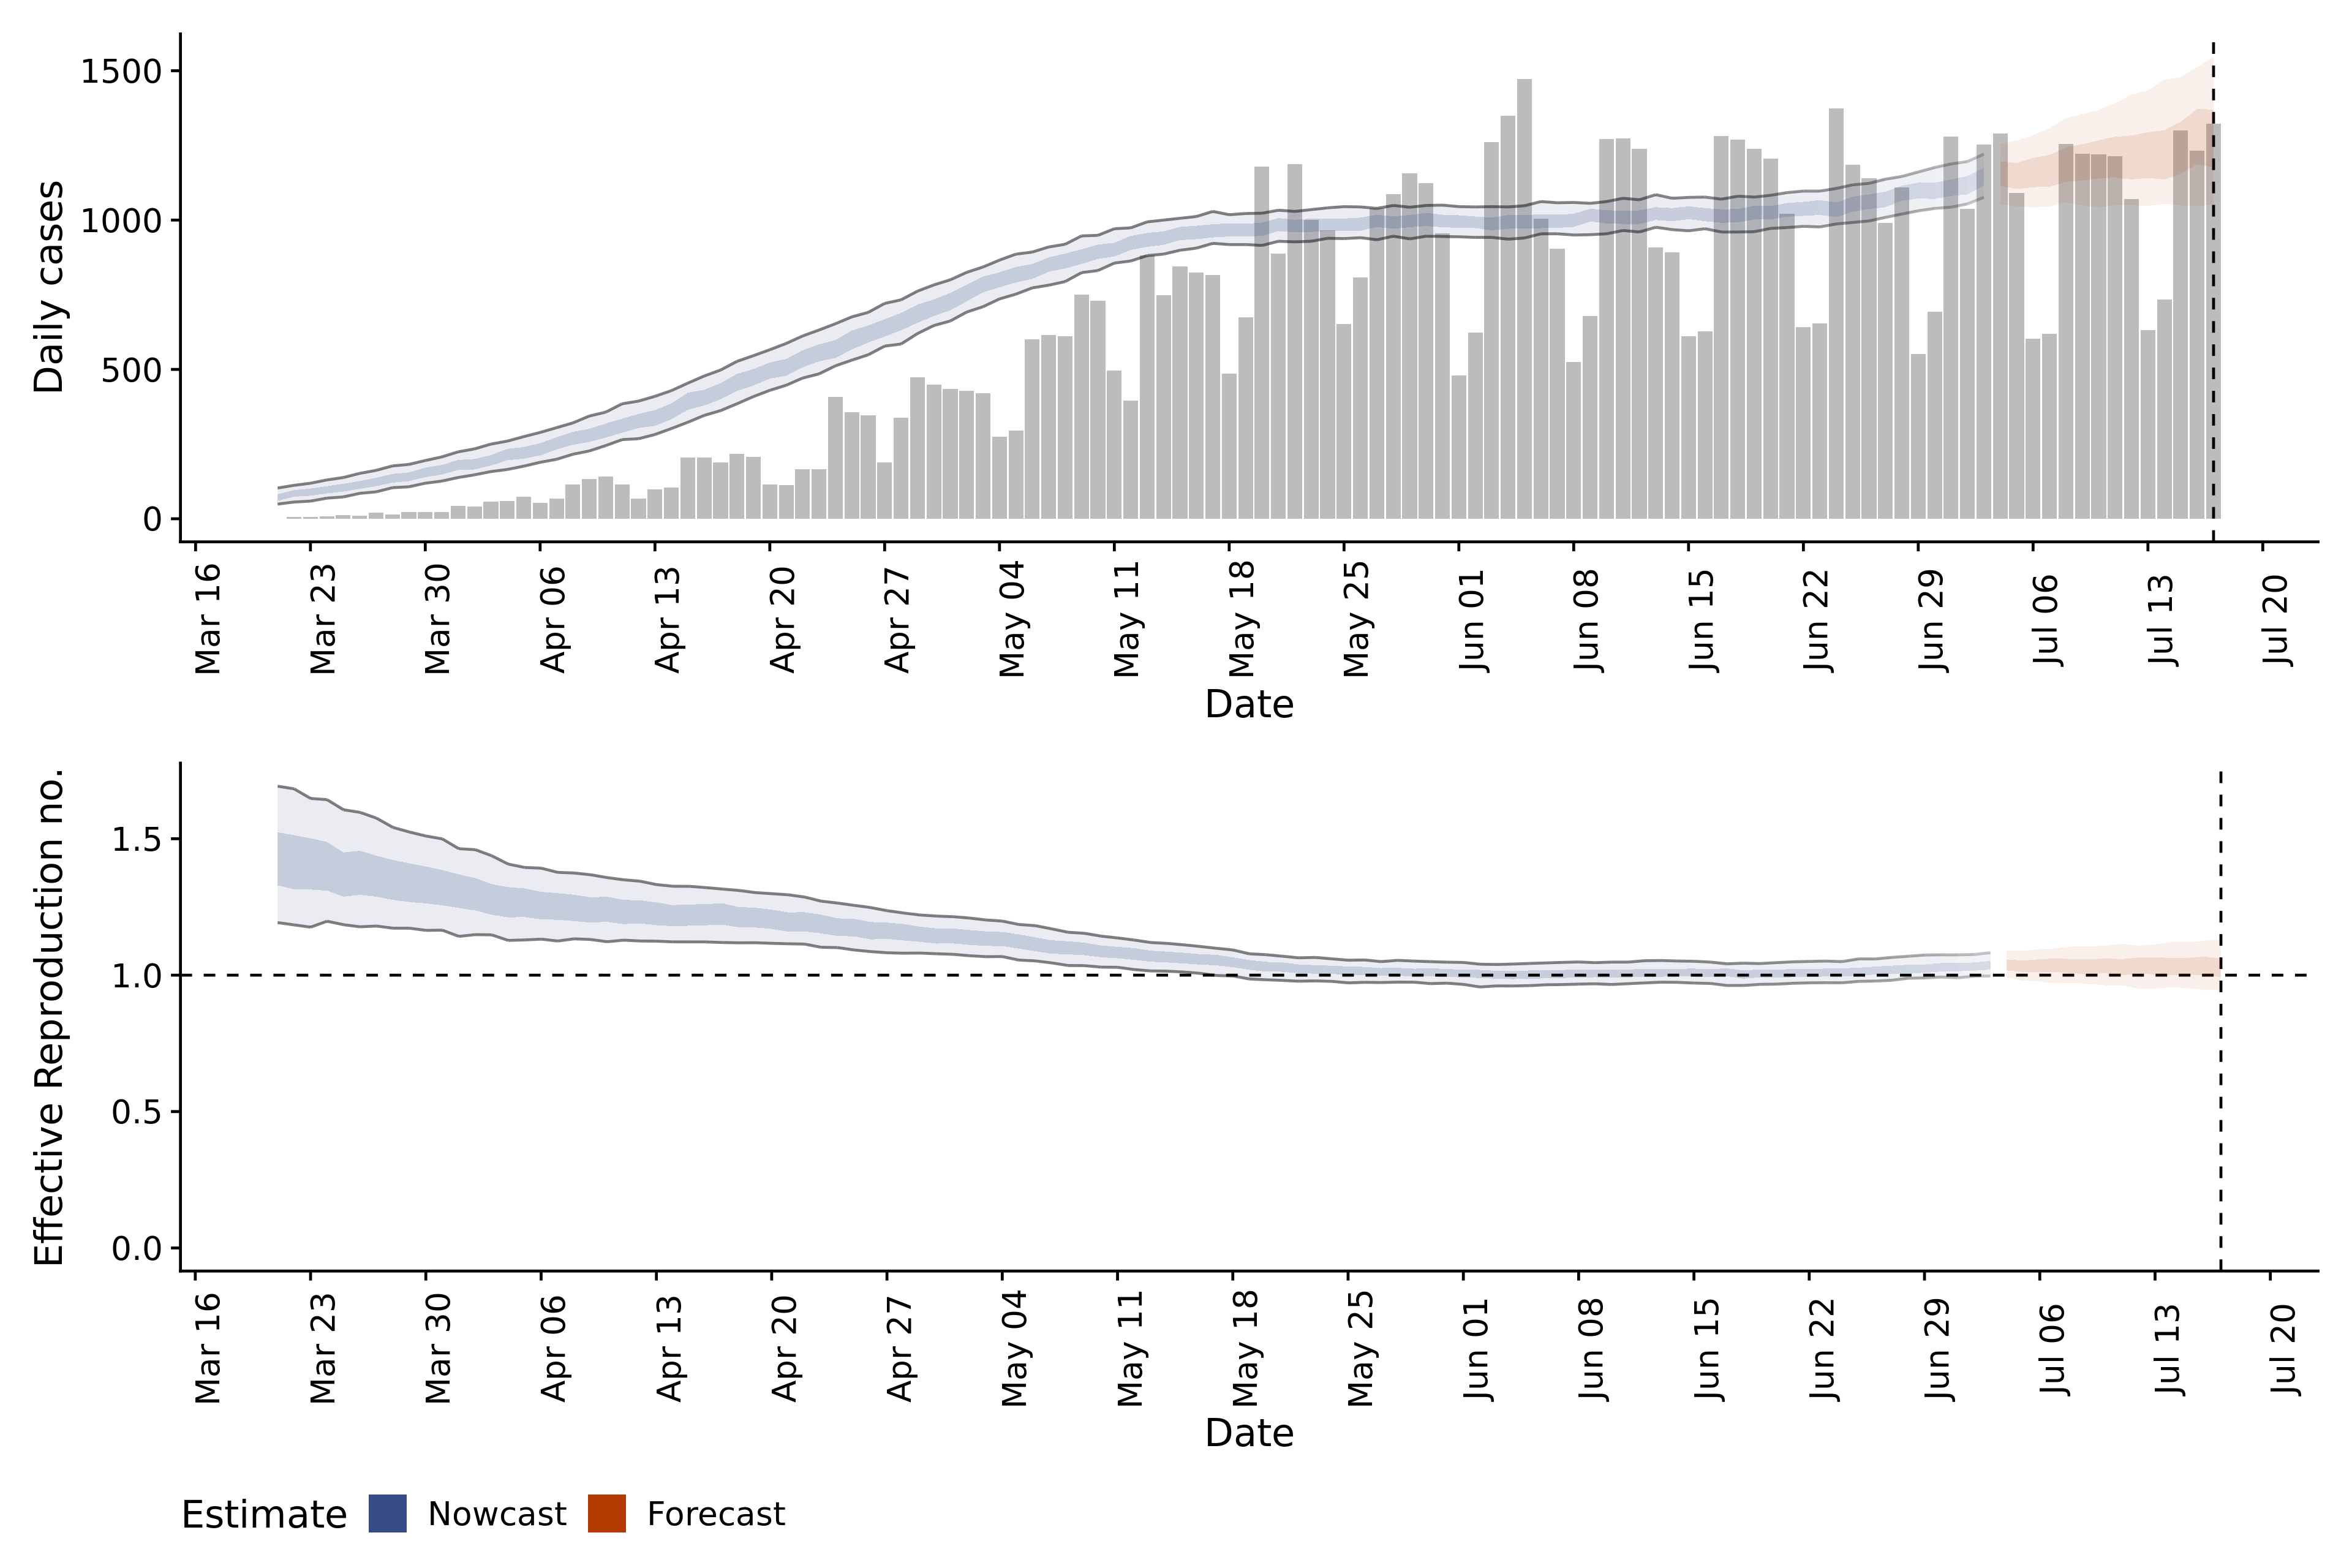 Daily cases
1500
1000
500
0
Mar 16
Mar 23
Mar 30
Apr 06
Apr 13
Apr 20
Apr 27
May 04
May 11
May 18
May 25
Jun 01
Jun 08
Jun 15
Jun 22
Jun 29
Jul 06
Jul 13
Jul 20
Date
Effective Reproduction no.
1.5
1.0
0.5
0.0
Mar 16
Mar 23
Mar 30
Apr 06
Apr 13
Apr 20
Apr 27
May 04
May 11
May 18
May 25
Jun 01
Jun 08
Jun 15
Jun 22
Jun 29
Jul 06
Jul 13
Jul 20
Date
Estimate Nowcast Forecast